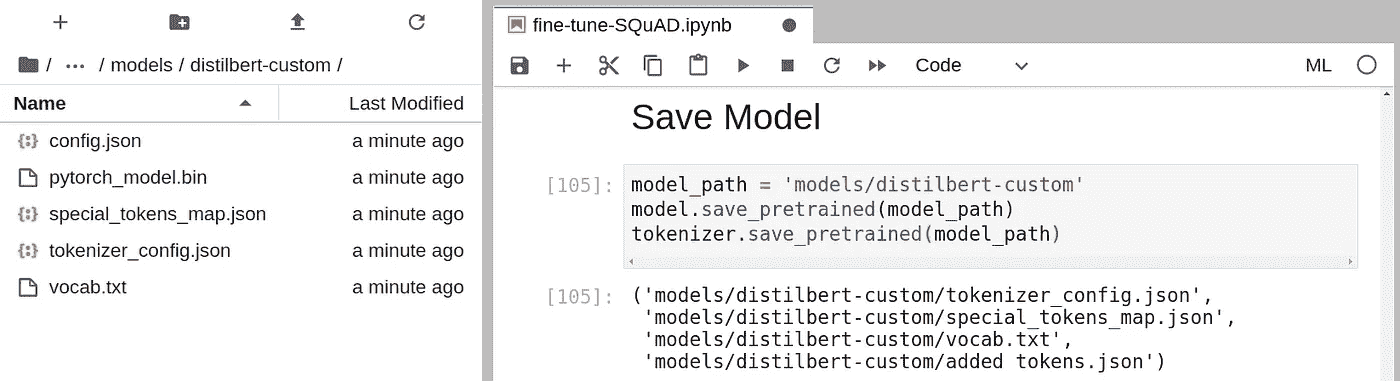 / ... / models / distilbert-custom /
Name Last Modified
config.json a minute ago
pytorch_model.bin a minute ago
special_tokens_map.json a minute ago
tokenizer_config.json a minute ago
vocab.txt a minute ago
fine-tune-SQuAD.ipynb
Code ML
Save Model
[105]: model_path = 'models/distilbert-custom'
model.save_pretrained(model_path)
tokenizer.save_pretrained(model_path)
[105]: ('models/distilbert-custom/tokenizer_config.json',
'models/distilbert-custom/special_tokens_map.json',
'models/distilbert-custom/vocab.txt',
'models/distilbert-custom/added tokens.json')